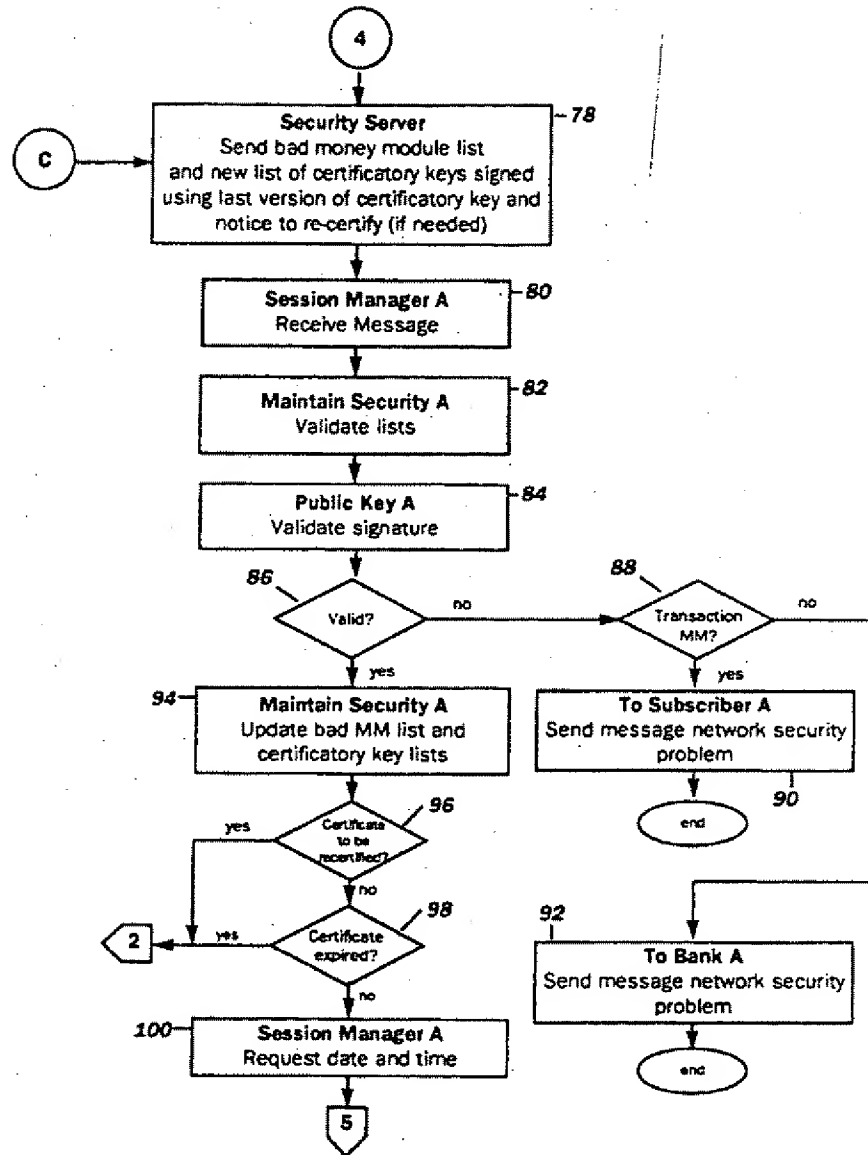 4
C
Security Server
Send bad money module list
and new list of certificatory keys signed
using last version of certificatory key and
notice to re-certify (if needed)
78
Session Manager A
Receive Message
80
Maintain Security A
Validate lists
82
Public Key A
Validate signature
84
86
Valid?
no
yes
88
Transaction
MM?
no
yes
94
Maintain Security A
Update bad MM list and
certificatory key lists
To Subscriber A
Send message network security
problem
90
end
96
Certificate
to be
recertified?
yes
no
98
Certificate
expired?
yes
2
no
92
To Bank A
Send message network security
problem
end
100
Session Manager A
Request date and time
5